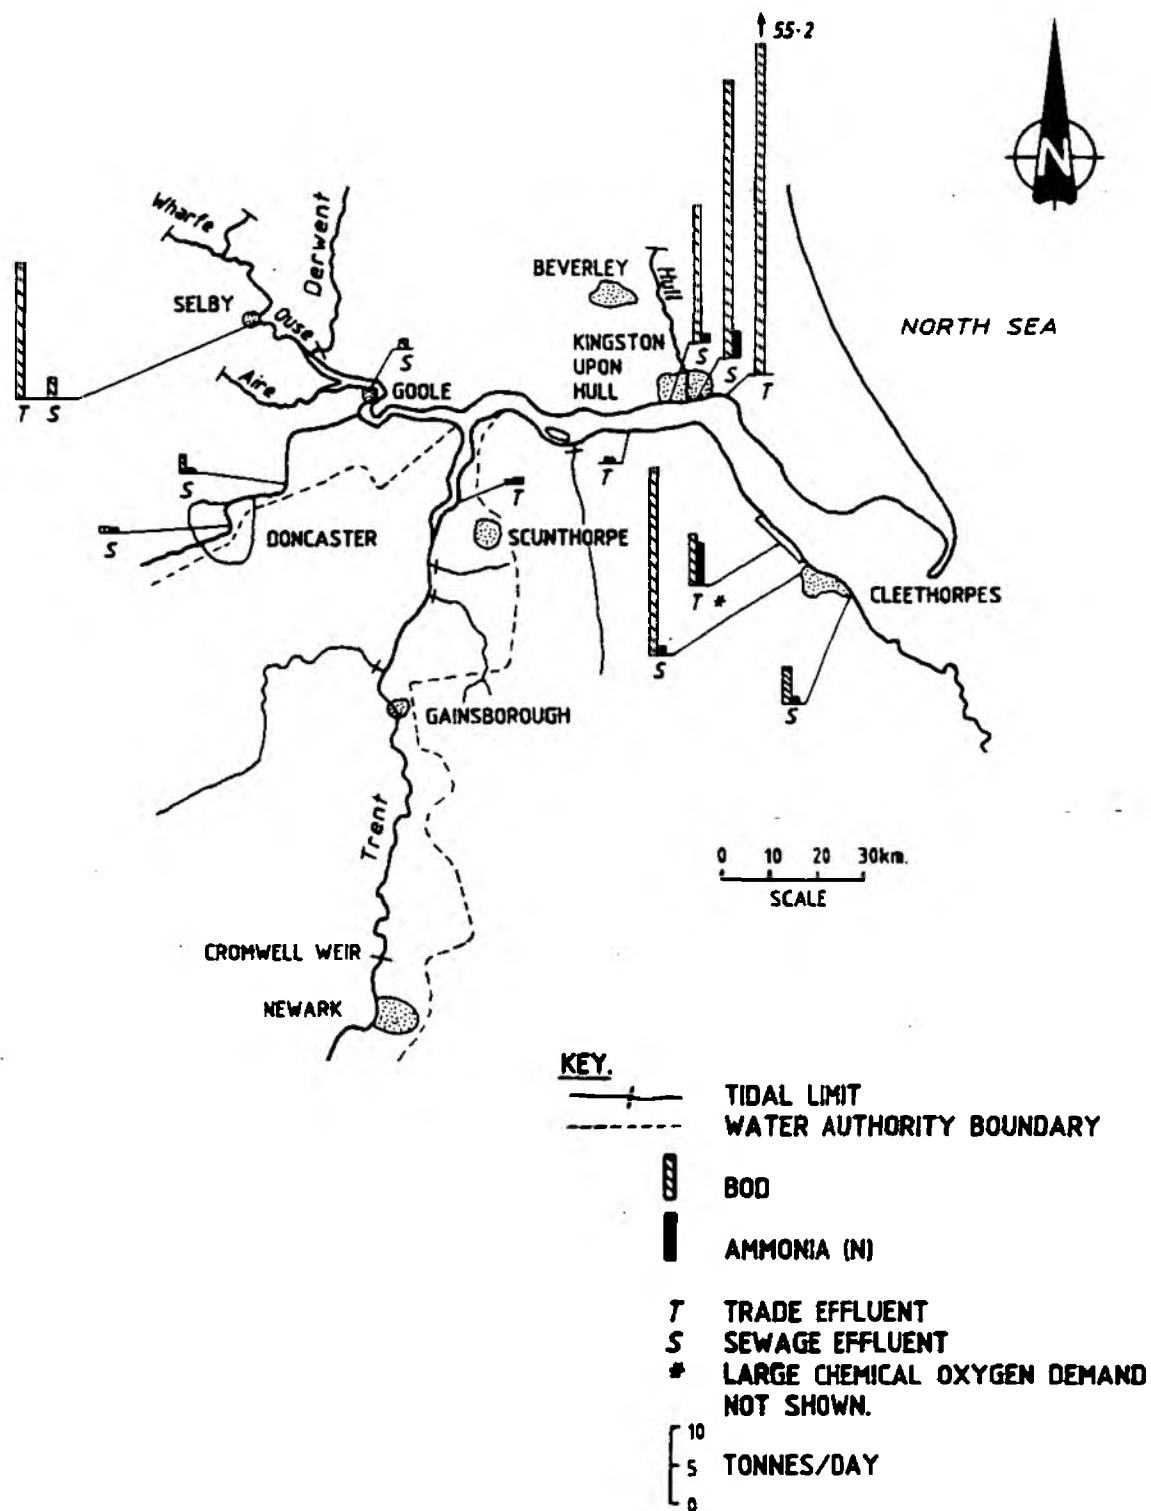 55·2
N
Wharfe
Derwent
BEVERLEY
Hull
SELBY
Ouse
NORTH SEA
KINGSTON
UPON
HULL
S
S
T
S
Aire
GOOLE
T S
T
S
T
DONCASTER
SCUNTHORPE
S
T *
CLEETHORPES
S
S
GAINSBOROUGH
Trent
0 10 20 30km.
SCALE
CROMWELL WEIR
NEWARK
KEY.
TIDAL LIMIT
WATER AUTHORITY BOUNDARY
BOD
AMMONIA (N)
T TRADE EFFLUENT
S SEWAGE EFFLUENT
* LARGE CHEMICAL OXYGEN DEMAND
NOT SHOWN.
10
5 TONNES/DAY
0